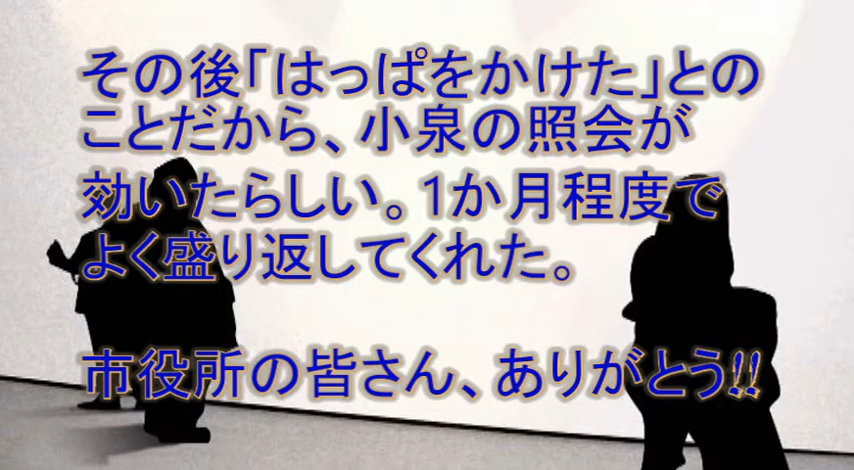 その後「はっぱをかけた」との
ことだから、小泉の照会が
効いたらしい。1か月程度で
よく盛り返してくれた。
市役所の皆さん、ありがとう!!